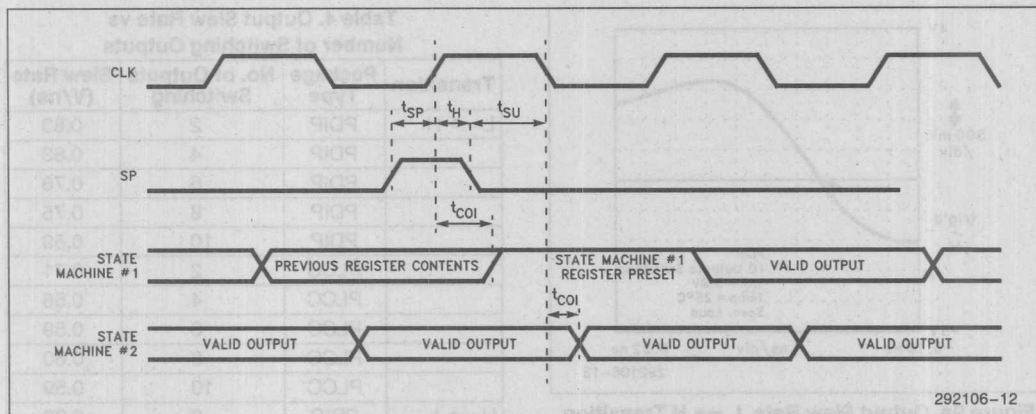 CLK
tSP tH tSU
SP
tCOI
STATE MACHINE #1
PREVIOUS REGISTER CONTENTS
STATE MACHINE #1 REGISTER PRESET
VALID OUTPUT
tCOI
STATE MACHINE #2
VALID OUTPUT VALID OUTPUT VALID OUTPUT VALID OUTPUT
292106-12